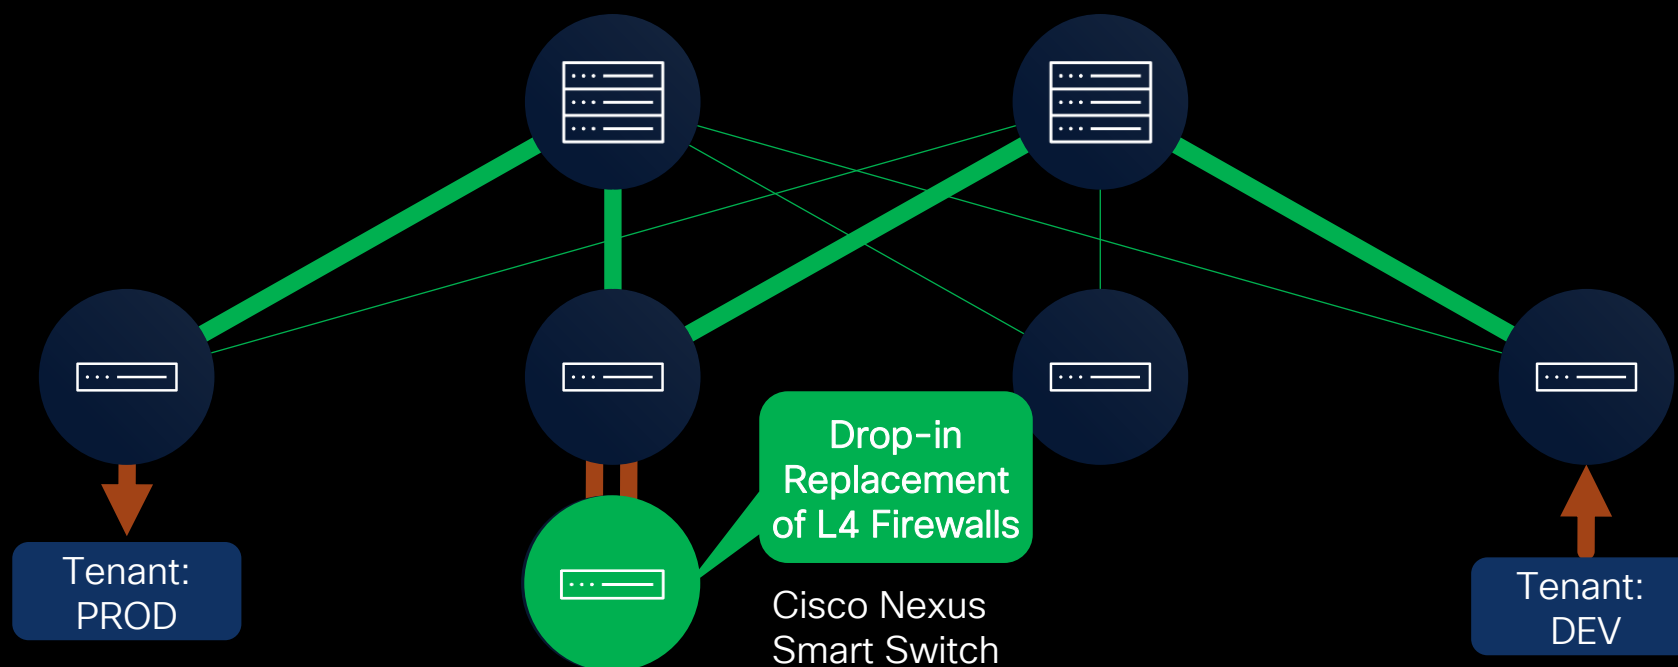 Drop-in
Replacement
of L4 Firewalls
Tenant:
PROD
Cisco Nexus
Smart Switch
Tenant:
DEV